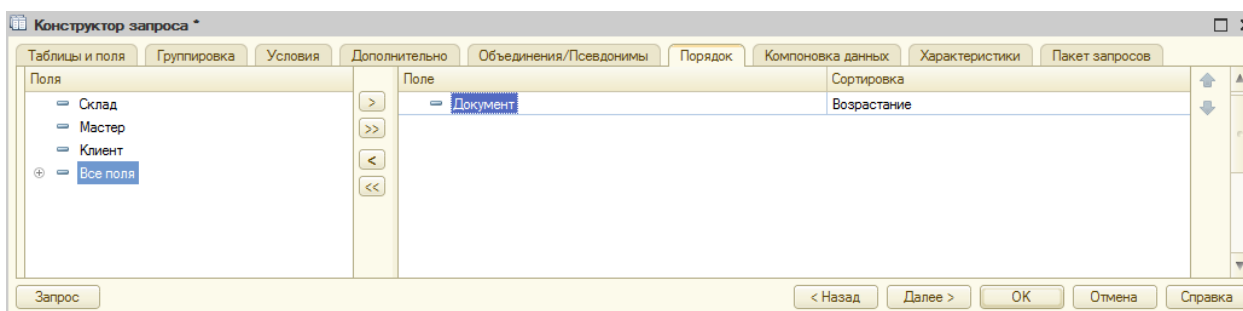 Конструктор запроса *
Таблицы и поля Группировка Условия Дополнительно Объединения/Псевдонимы Порядок Компоновка данных Характеристики Пакет запросов
Поля Поле Сортировка
Склад > Документ Возрастание
Мастер >>
Клиент <
Все поля <<
Запрос < Назад Далее > OK Отмена Справка